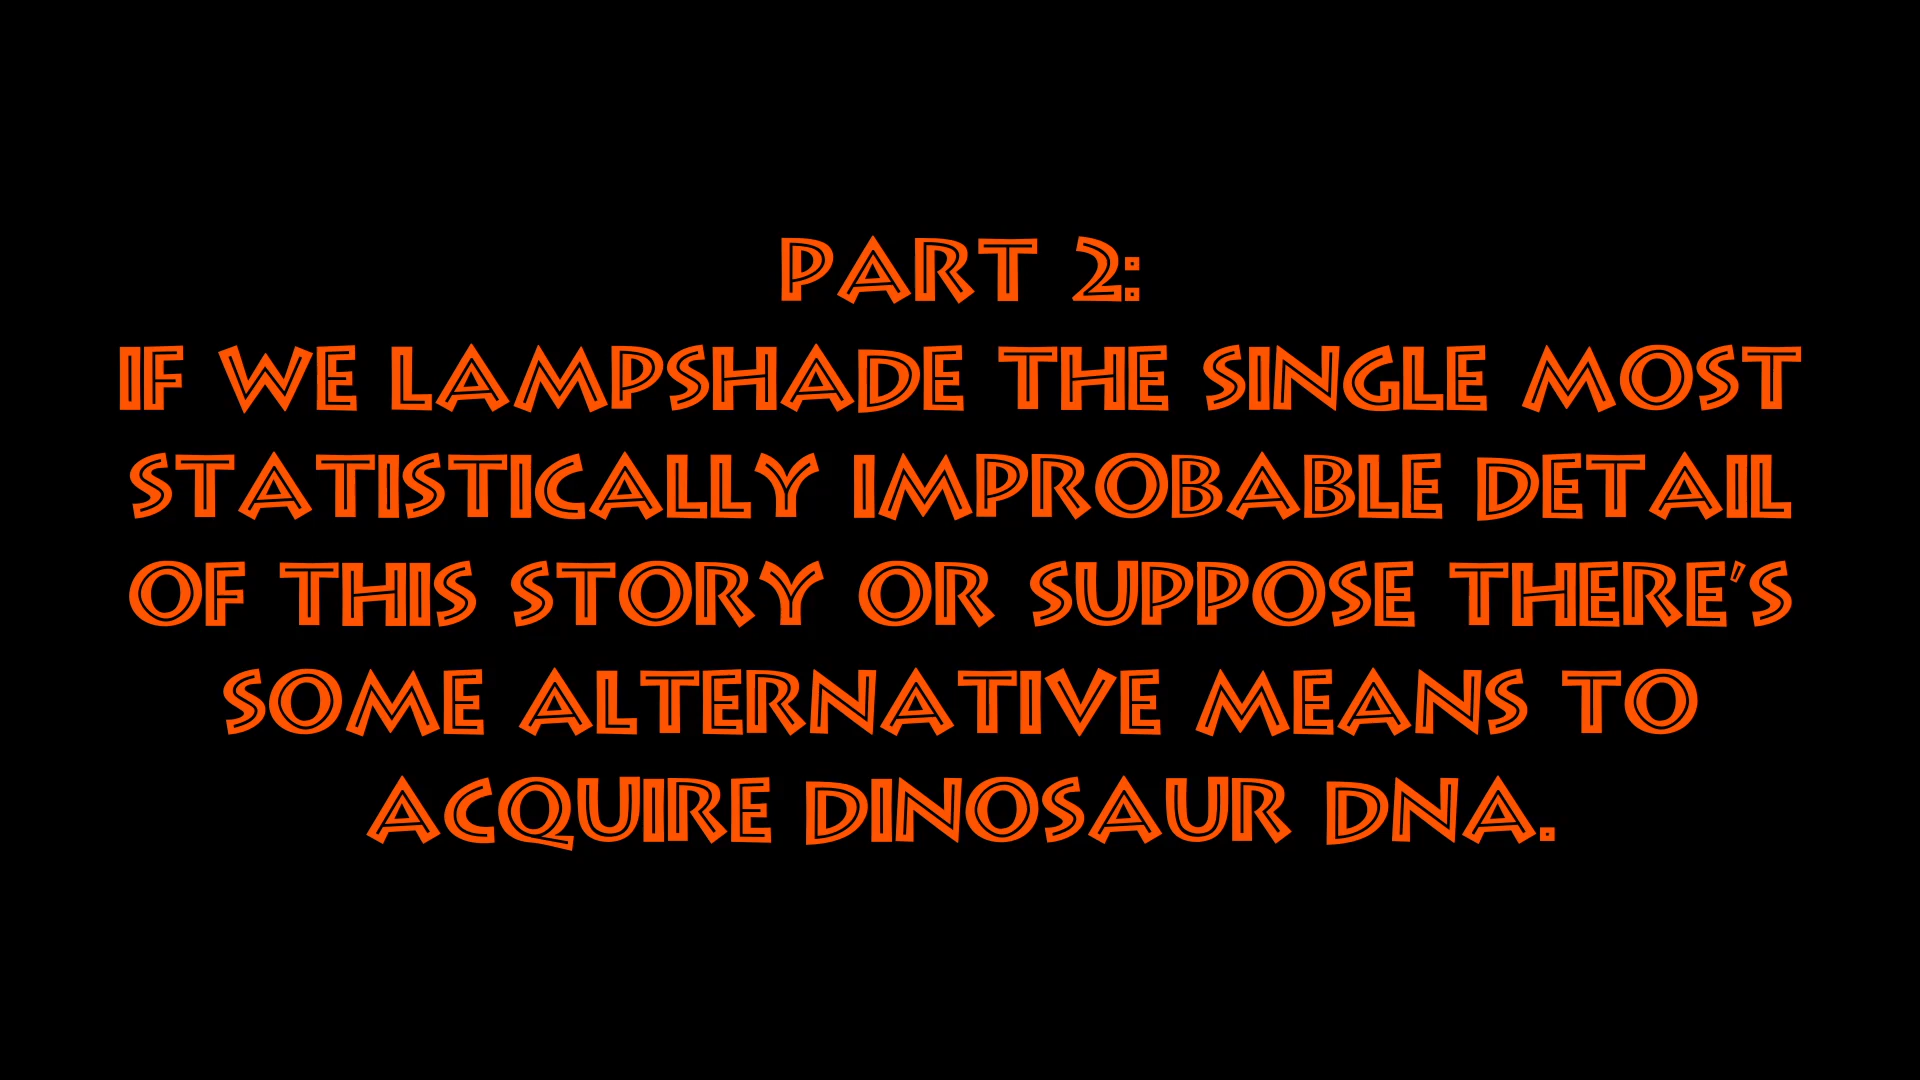 PART 2:
IF WE LAMPSHADE THE SINGLE MOST
STATISTICALLY IMPROBABLE DETAIL
OF THIS STORY OR SUPPOSE THERE'S
SOME ALTERNATIVE MEANS TO
ACQUIRE DINOSAUR DNA.